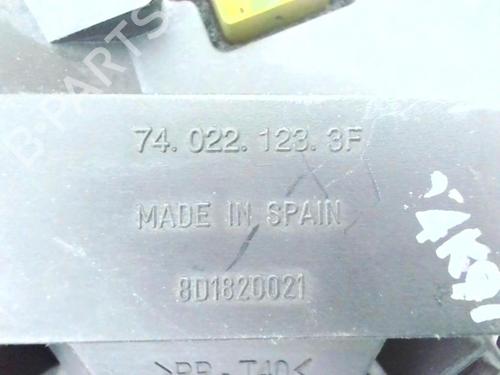 B-PARTS
74. 022. 123. 3F
MADE IN SPAIN
8D1820021
>PP - T40<